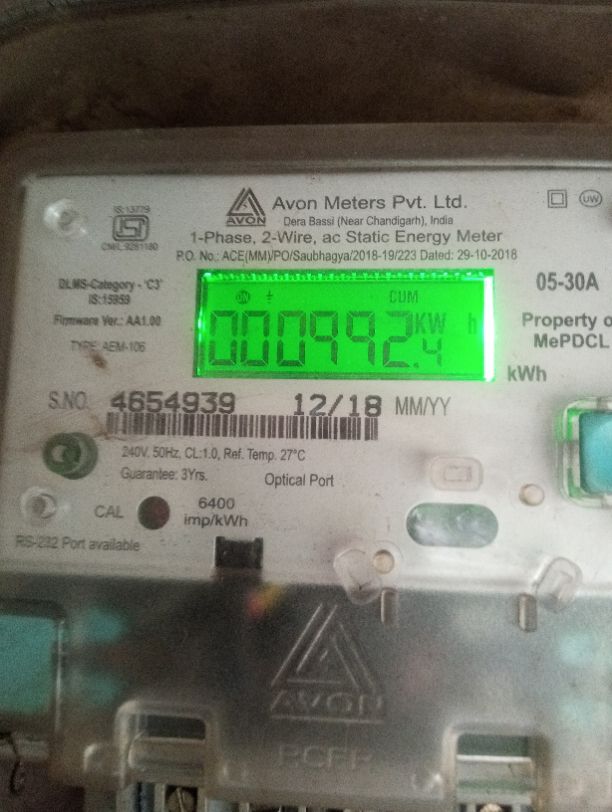 IS:13779
CM/L:9281180
AVON
Avon Meters Pvt. Ltd.
Dera Bassi (Near Chandigarh), India
1-Phase, 2-Wire, ac Static Energy Meter
P.O. No.: ACE(MM)/PO/Saubhagya/2018-19/223 Dated: 29-10-2018
UW
DLMS-Category - 'C3'
IS:15959
Firmware Ver.: AA1.00
TYPE: AEM-106
ON CUM
000992.4 KW h
05-30A
Property o
MePDCL
kWh
S.NO. 4654939 12/18 MM/YY
240V, 50Hz, CL:1.0, Ref. Temp. 27°C
Guarantee: 3Yrs. Optical Port
CAL 6400
imp/kWh
RS-232 Port available
AVON